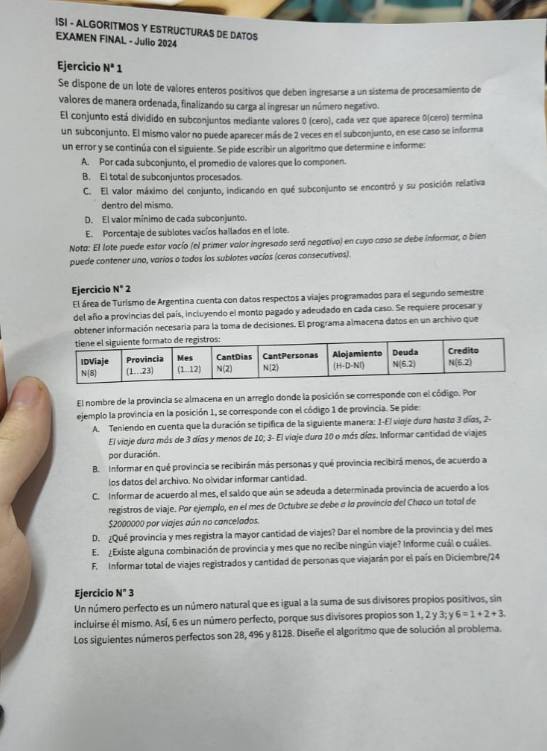 ISI - ALGORITMOS Y ESTRUCTURAS DE DATOS
EXAMEN FINAL - Julio 2024
Ejercicio N° 1
Se dispone de un lote de valores enteros positivos que deben ingresarse a un sistema de procesamiento de
valores de manera ordenada, finalizando su carga al ingresar un número negativo.
El conjunto está dividido en subconjuntos mediante valores 0 (cero), cada vez que aparece 0(cero) termina
un subconjunto. El mismo valor no puede aparecer más de 2 veces en el subconjunto, en ese caso se informa
un error y se continúa con el siguiente. Se pide escribir un algoritmo que determine e informe:
A. Por cada subconjunto, el promedio de valores que lo componen.
B. El total de subconjuntos procesados.
C. El valor máximo del conjunto, indicando en qué subconjunto se encontró y su posición relativa
dentro del mismo.
D. El valor mínimo de cada subconjunto.
E. Porcentaje de sublotes vacíos hallados en el lote.
Nota: El lote puede estar vacío (el primer valor ingresado será negativo) en cuyo caso se debe informar, o bien
puede contener uno, varios o todos los sublotes vacíos (ceros consecutivos).
Ejercicio N° 2
El área de Turismo de Argentina cuenta con datos respectos a viajes programados para el segundo semestre
del año a provincias del país, incluyendo el monto pagado y adeudado en cada caso. Se requiere procesar y
obtener información necesaria para la toma de decisiones. El programa almacena datos en un archivo que
tiene el siguiente formato de registros:
IDViaje Provincia Mes CantDias CantPersonas Alojamiento Deuda Credito
N(8) (1...23) (1..12) N(2) N(2) (H-D-NI) N(6.2) N(6.2)
El nombre de la provincia se almacena en un arreglo donde la posición se corresponde con el código. Por
ejemplo la provincia en la posición 1, se corresponde con el código 1 de provincia. Se pide:
A. Teniendo en cuenta que la duración se tipifica de la siguiente manera: 1-El viaje dura hasta 3 días, 2-
El viaje dura más de 3 días y menos de 10; 3- El viaje dura 10 o más días. Informar cantidad de viajes
por duración.
B. Informar en qué provincia se recibirán más personas y qué provincia recibirá menos, de acuerdo a
los datos del archivo. No olvidar informar cantidad.
C. Informar de acuerdo al mes, el saldo que aún se adeuda a determinada provincia de acuerdo a los
registros de viaje. Por ejemplo, en el mes de Octubre se debe a la provincia del Chaco un total de
$2000000 por viajes aún no cancelados.
D. ¿Qué provincia y mes registra la mayor cantidad de viajes? Dar el nombre de la provincia y del mes
E. ¿Existe alguna combinación de provincia y mes que no recibe ningún viaje? Informe cuál o cuáles.
F. Informar total de viajes registrados y cantidad de personas que viajarán por el país en Diciembre/24
Ejercicio N° 3
Un número perfecto es un número natural que es igual a la suma de sus divisores propios positivos, sin
incluirse él mismo. Así, 6 es un número perfecto, porque sus divisores propios son 1, 2 y 3; y 6 = 1 + 2 + 3.
Los siguientes números perfectos son 28, 496 y 8128. Diseñe el algoritmo que de solución al problema.